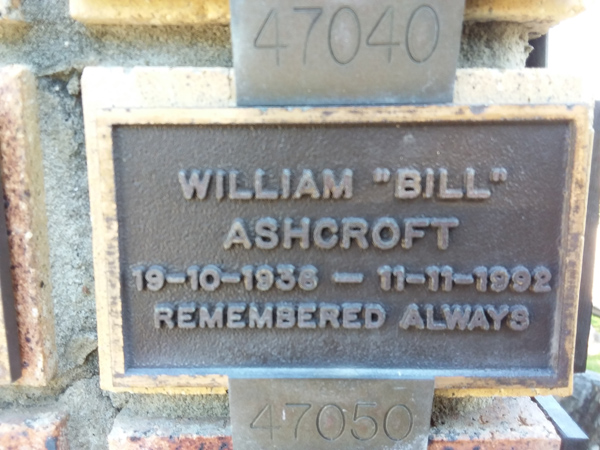 47040
WILLIAM "BILL"
ASHCROFT
19-10-1936 — 11-11-1992
REMEMBERED ALWAYS
47050